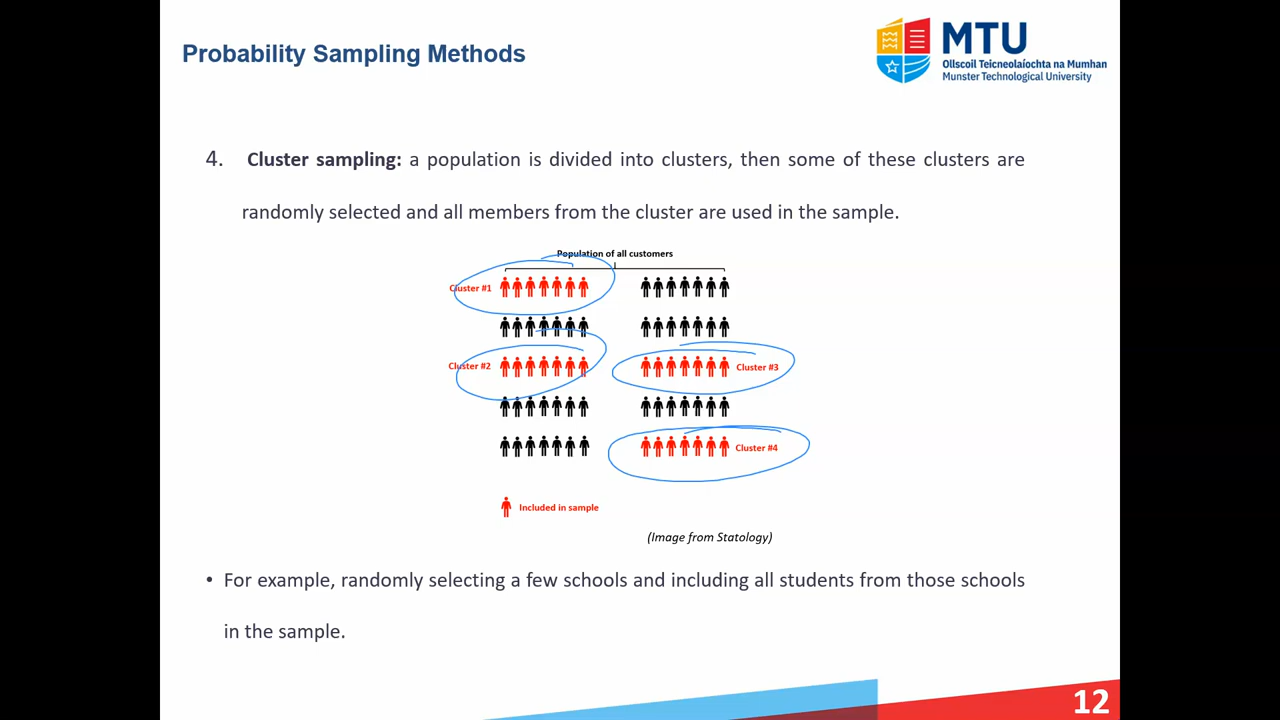 Probability Sampling Methods
MTU
Ollscoil Teicneolaíochta na Mumhan
Munster Technological University
4. Cluster sampling: a population is divided into clusters, then some of these clusters are
randomly selected and all members from the cluster are used in the sample.
Population of all customers
Cluster #1
Cluster #2
Cluster #3
Cluster #4
Included in sample
(Image from Statology)
• For example, randomly selecting a few schools and including all students from those schools
in the sample.
12